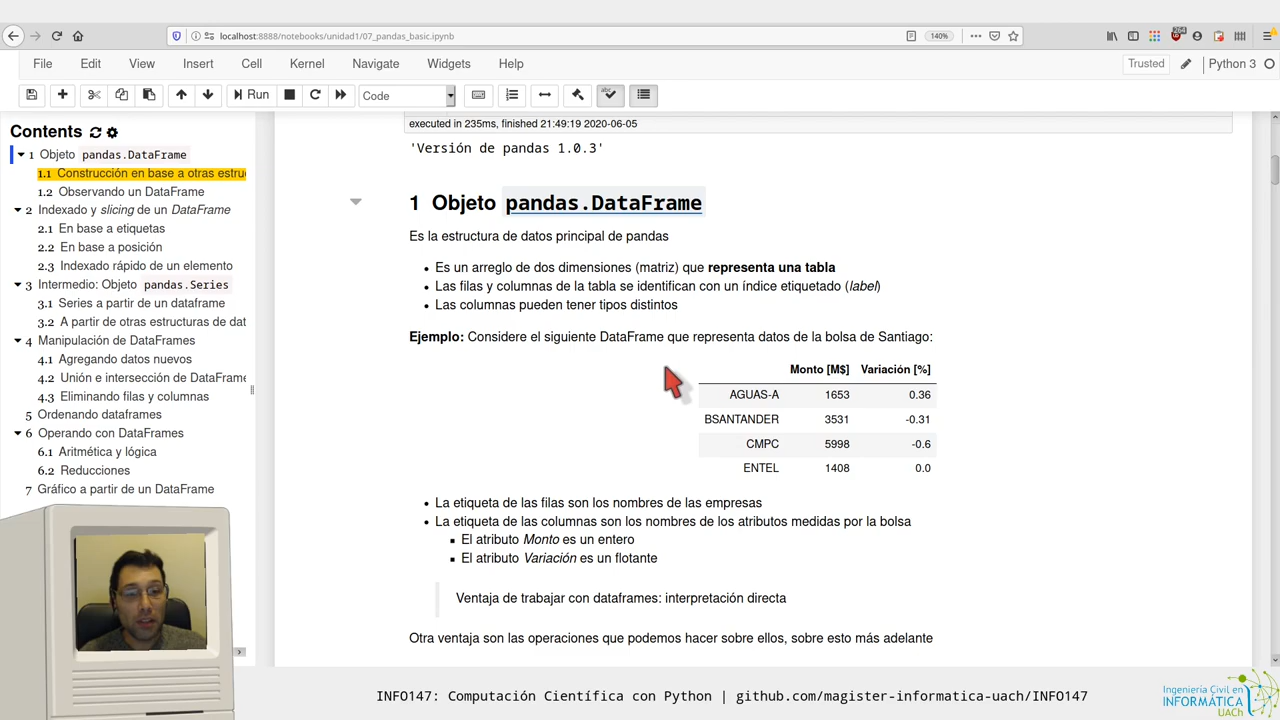 localhost:8888/notebooks/unidad1/07_pandas_basic.ipynb
140%
File Edit View Insert Cell Kernel Navigate Widgets Help
Trusted
Python 3
Run
Code
Contents
1 Objeto pandas.DataFrame
1.1 Construcción en base a otras estru
1.2 Observando un DataFrame
2 Indexado y slicing de un DataFrame
2.1 En base a etiquetas
2.2 En base a posición
2.3 Indexado rápido de un elemento
3 Intermedio: Objeto pandas.Series
3.1 Series a partir de un dataframe
3.2 A partir de otras estructuras de dat
4 Manipulación de DataFrames
4.1 Agregando datos nuevos
4.2 Unión e intersección de DataFrame
4.3 Eliminando filas y columnas
5 Ordenando dataframes
6 Operando con DataFrames
6.1 Aritmética y lógica
6.2 Reducciones
7 Gráfico a partir de un DataFrame
executed in 235ms, finished 21:49:19 2020-06-05
'Versión de pandas 1.0.3'
1 Objeto pandas.DataFrame
Es la estructura de datos principal de pandas
• Es un arreglo de dos dimensiones (matriz) que representa una tabla
• Las filas y columnas de la tabla se identifican con un índice etiquetado (label)
• Las columnas pueden tener tipos distintos
Ejemplo: Considere el siguiente DataFrame que representa datos de la bolsa de Santiago:
Monto [M$] Variación [%]
AGUAS-A 1653 0.36
BSANTANDER 3531 -0.31
CMPC 5998 -0.6
ENTEL 1408 0.0
• La etiqueta de las filas son los nombres de las empresas
• La etiqueta de las columnas son los nombres de los atributos medidas por la bolsa
▪ El atributo Monto es un entero
▪ El atributo Variación es un flotante
Ventaja de trabajar con dataframes: interpretación directa
Otra ventaja son las operaciones que podemos hacer sobre ellos, sobre esto más adelante
INFO147: Computación Científica con Python | github.com/magister-informatica-uach/INFO147
Ingeniería Civil en
INFORMÁTICA
UACh